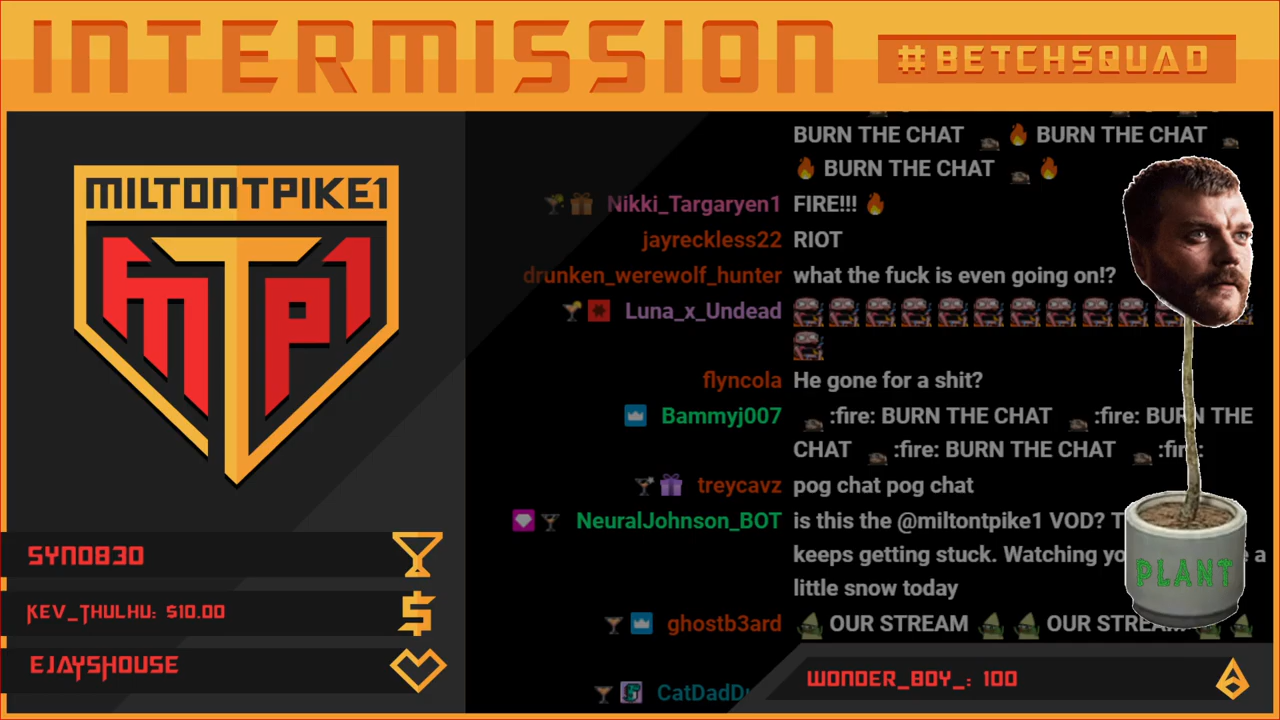 INTERMISSION
#BETCHSQUAD
MILTONTPIKE1
MTP1
BURN THE CHAT BURN THE CHAT
BURN THE CHAT
Nikki_Targaryen1 FIRE!!!
jayreckless22 RIOT
drunken_werewolf_hunter what the fuck is even going on!?
Luna_x_Undead
flyncola He gone for a shit?
Bammyj007 :fire: BURN THE CHAT :fire: BURN THE
CHAT :fire: BURN THE CHAT :fire:
treycavz pog chat pog chat
NeuralJohnson_BOT is this the @miltontpike1 VOD?
keeps getting stuck. Watching a
little snow today
ghostb3ard OUR STREAM OUR STREAM
PLANT
SYN0830
KEV_THULHU: $10.00
EJAYSHOUSE
WONDER_BOY_: 100